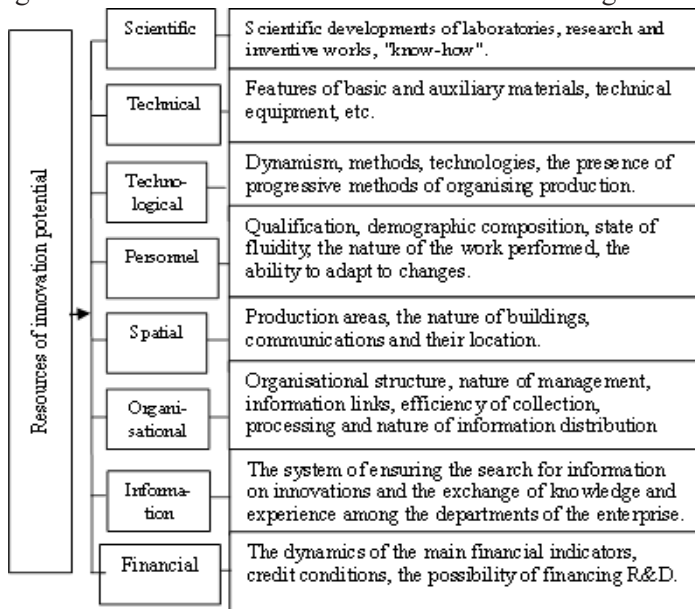 Resources of innovation potential
Scientific
Scientific developments of laboratories, research and
inventive works, "know-how".
Technical
Features of basic and auxiliary materials, technical
equipment, etc.
Techno-
logical
Dynamism, methods, technologies, the presence of
progressive methods of organising production.
Personnel
Qualification, demographic composition, state of
fluidity, the nature of the work performed, the
ability to adapt to changes.
Spatial
Production areas, the nature of buildings,
communications and their location.
Organi-
sational
Organisational structure, nature of management,
information links, efficiency of collection,
processing and nature of information distribution
Informa-
tion
The system of ensuring the search for information
on innovations and the exchange of knowledge and
experience among the departments of the enterprise.
Financial
The dynamics of the main financial indicators,
credit conditions, the possibility of financing R&D.